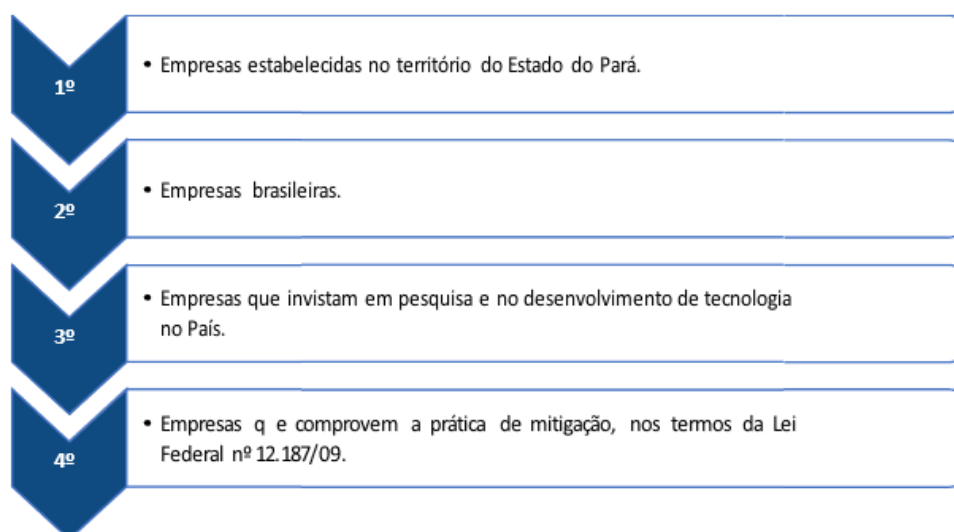 1º
• Empresas estabelecidas no território do Estado do Pará.
2º
• Empresas brasileiras.
3º
• Empresas que invistam em pesquisa e no desenvolvimento de tecnologia
no País.
4º
• Empresas q e comprovem a prática de mitigação, nos termos da Lei
Federal nº 12.187/09.